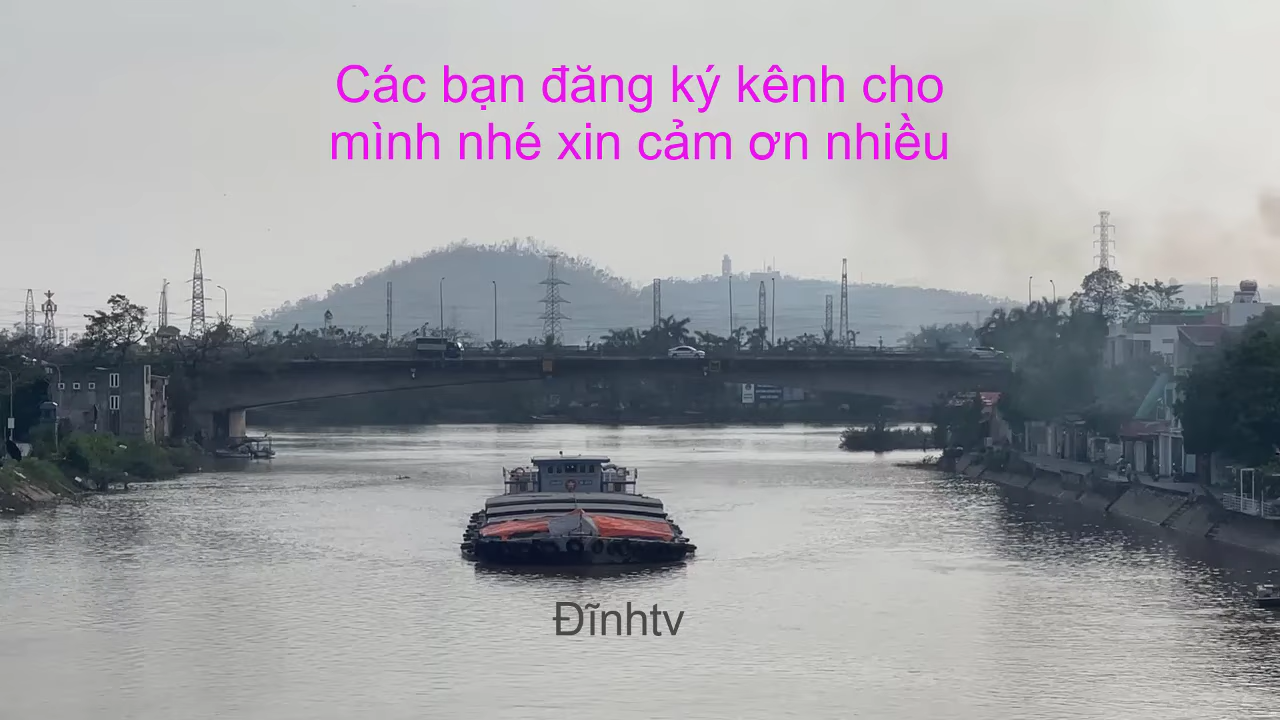 Các bạn đăng ký kênh cho
mình nhé xin cảm ơn nhiều
Đĩnhtv